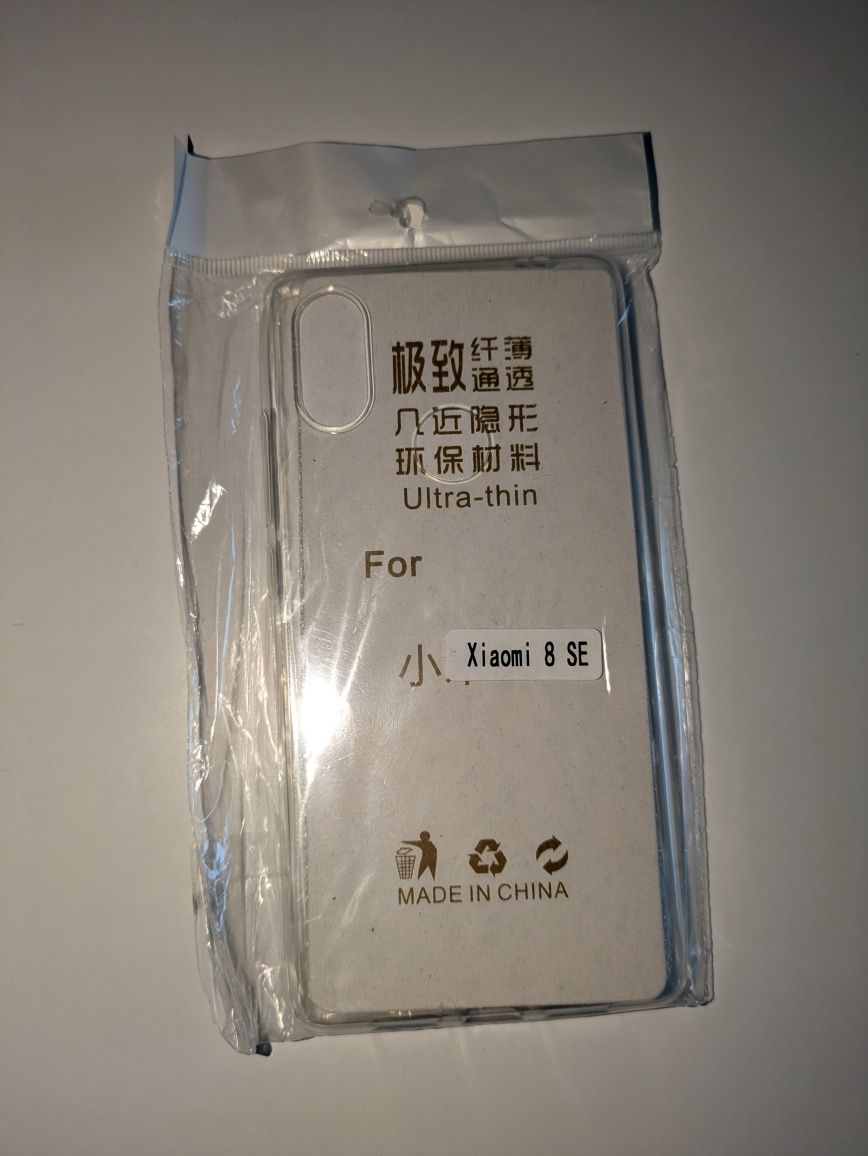 极致 纤薄
通透
几近隐形
环保材料
Ultra-thin
For
小
Xiaomi 8 SE
MADE IN CHINA